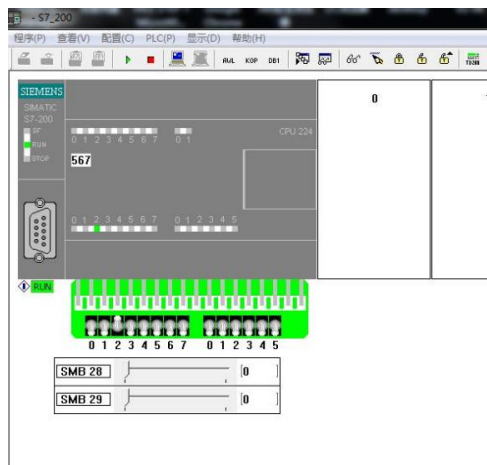 - S7_200
程序(P) 查看(V) 配置(C) PLC(P) 显示(D) 帮助(H)
AWL KOP DB1
SIEMENS
SIMATIC
S7-200
SF
RUN
STOP
0 1 2 3 4 5 6 7 0 1
CPU 224
567
0 1 2 3 4 5 6 7 0 1 2 3 4 5
0
RUN
0 1 2 3 4 5 6 7 0 1 2 3 4 5
SMB 28 [0 ]
SMB 29 [0 ]